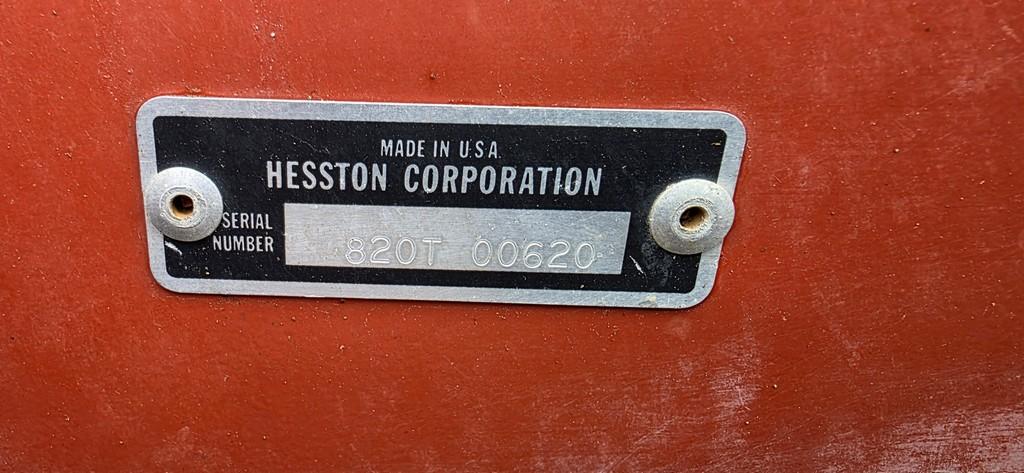 MADE IN U.S.A.
HESSTON CORPORATION
SERIAL
NUMBER
820T 00620